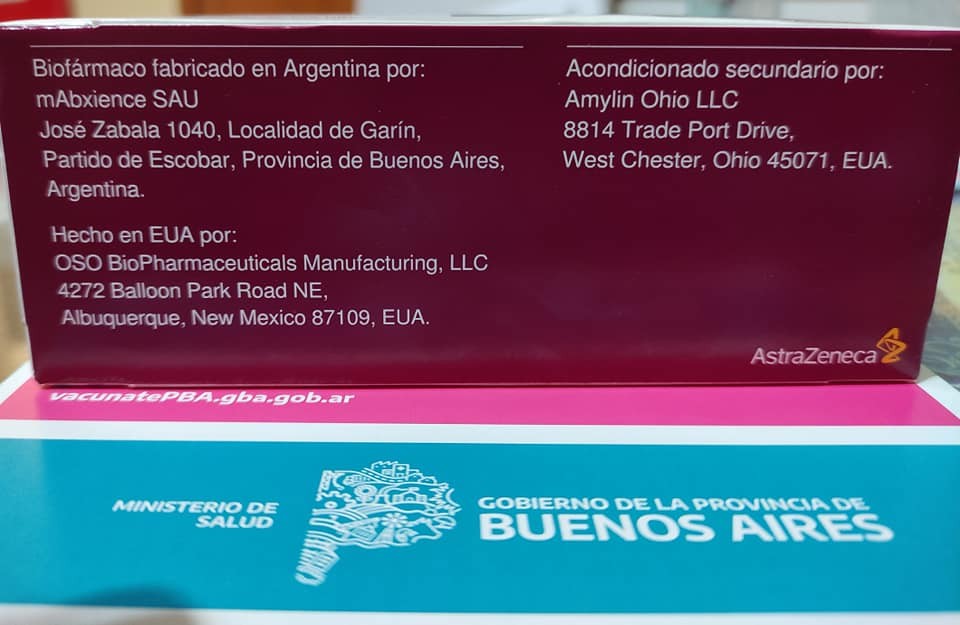 Biofármaco fabricado en Argentina por:
mAbxience SAU
José Zabala 1040, Localidad de Garín,
Partido de Escobar, Provincia de Buenos Aires,
Argentina.
Hecho en EUA por:
OSO BioPharmaceuticals Manufacturing, LLC
4272 Balloon Park Road NE,
Albuquerque, New Mexico 87109, EUA.
Acondicionado secundario por:
Amylin Ohio LLC
8814 Trade Port Drive,
West Chester, Ohio 45071, EUA.
AstraZeneca
vacunatePBA.gba.gob.ar
MINISTERIO DE
SALUD
GOBIERNO DE LA PROVINCIA DE
BUENOS AIRES